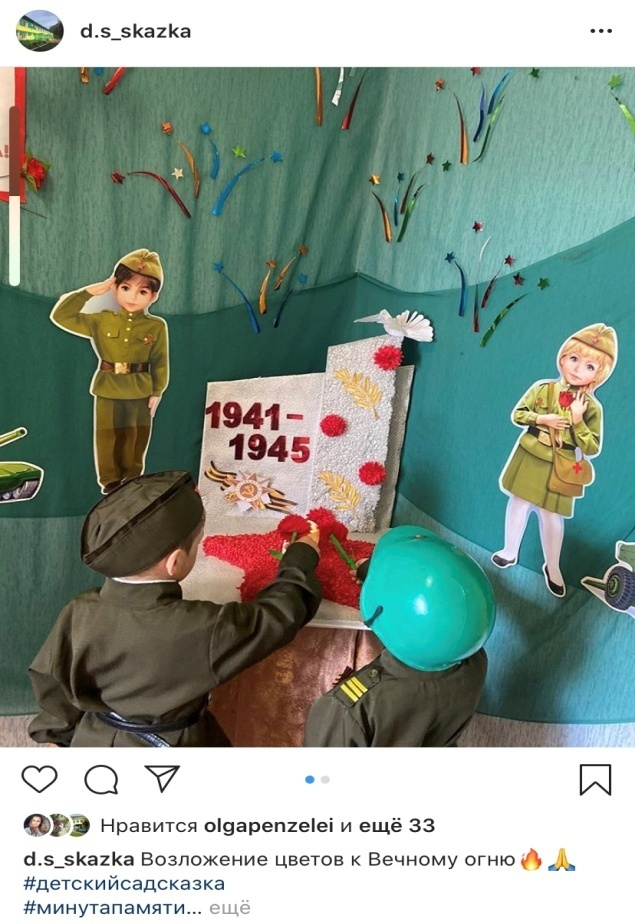 d.s_skazka
А!
1941-
1945
Нравится olgapenzelei и ещё 33
d.s_skazka Возложение цветов к Вечному огню🔥🙏
#детскийсадсказка
#минутапамяти... ещё